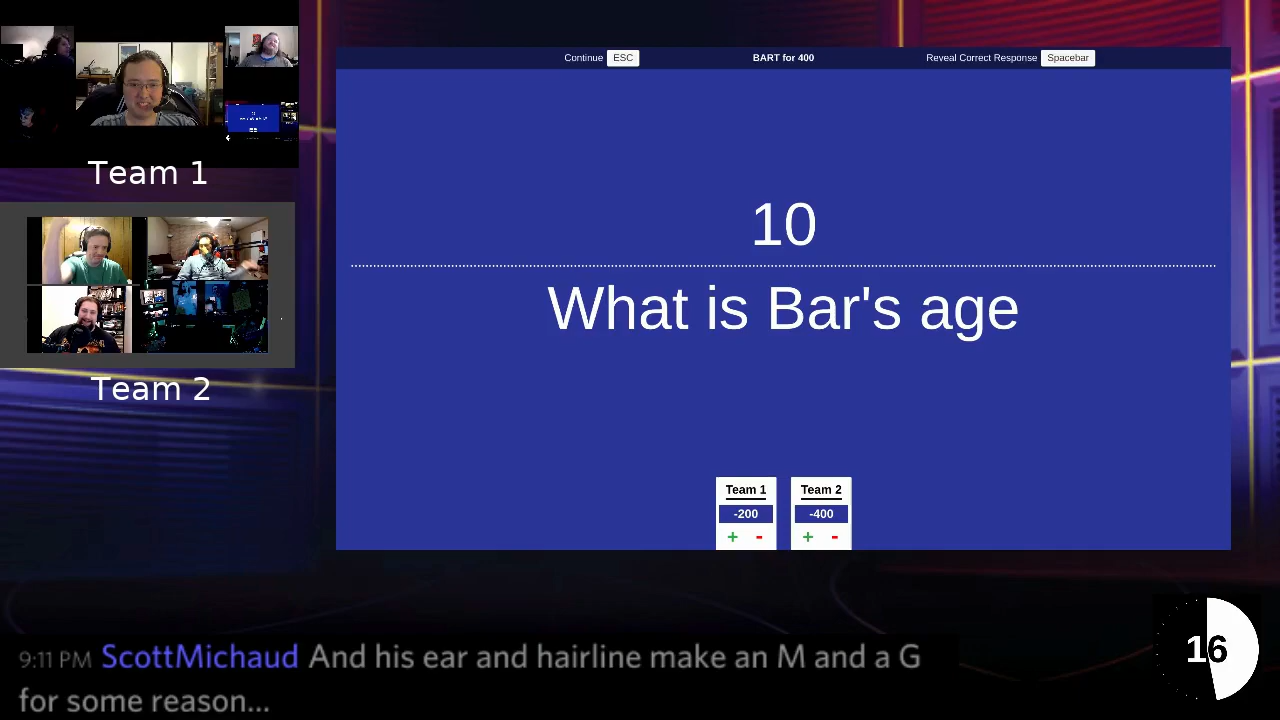 Continue ESC
BART for 400
Reveal Correct Response Spacebar
Team 1
10
What is Bar's age
Team 2
Team 1
-200
+ -
Team 2
-400
+ -
9:11 PM ScottMichaud And his ear and hairline make an M and a G
for some reason...
16